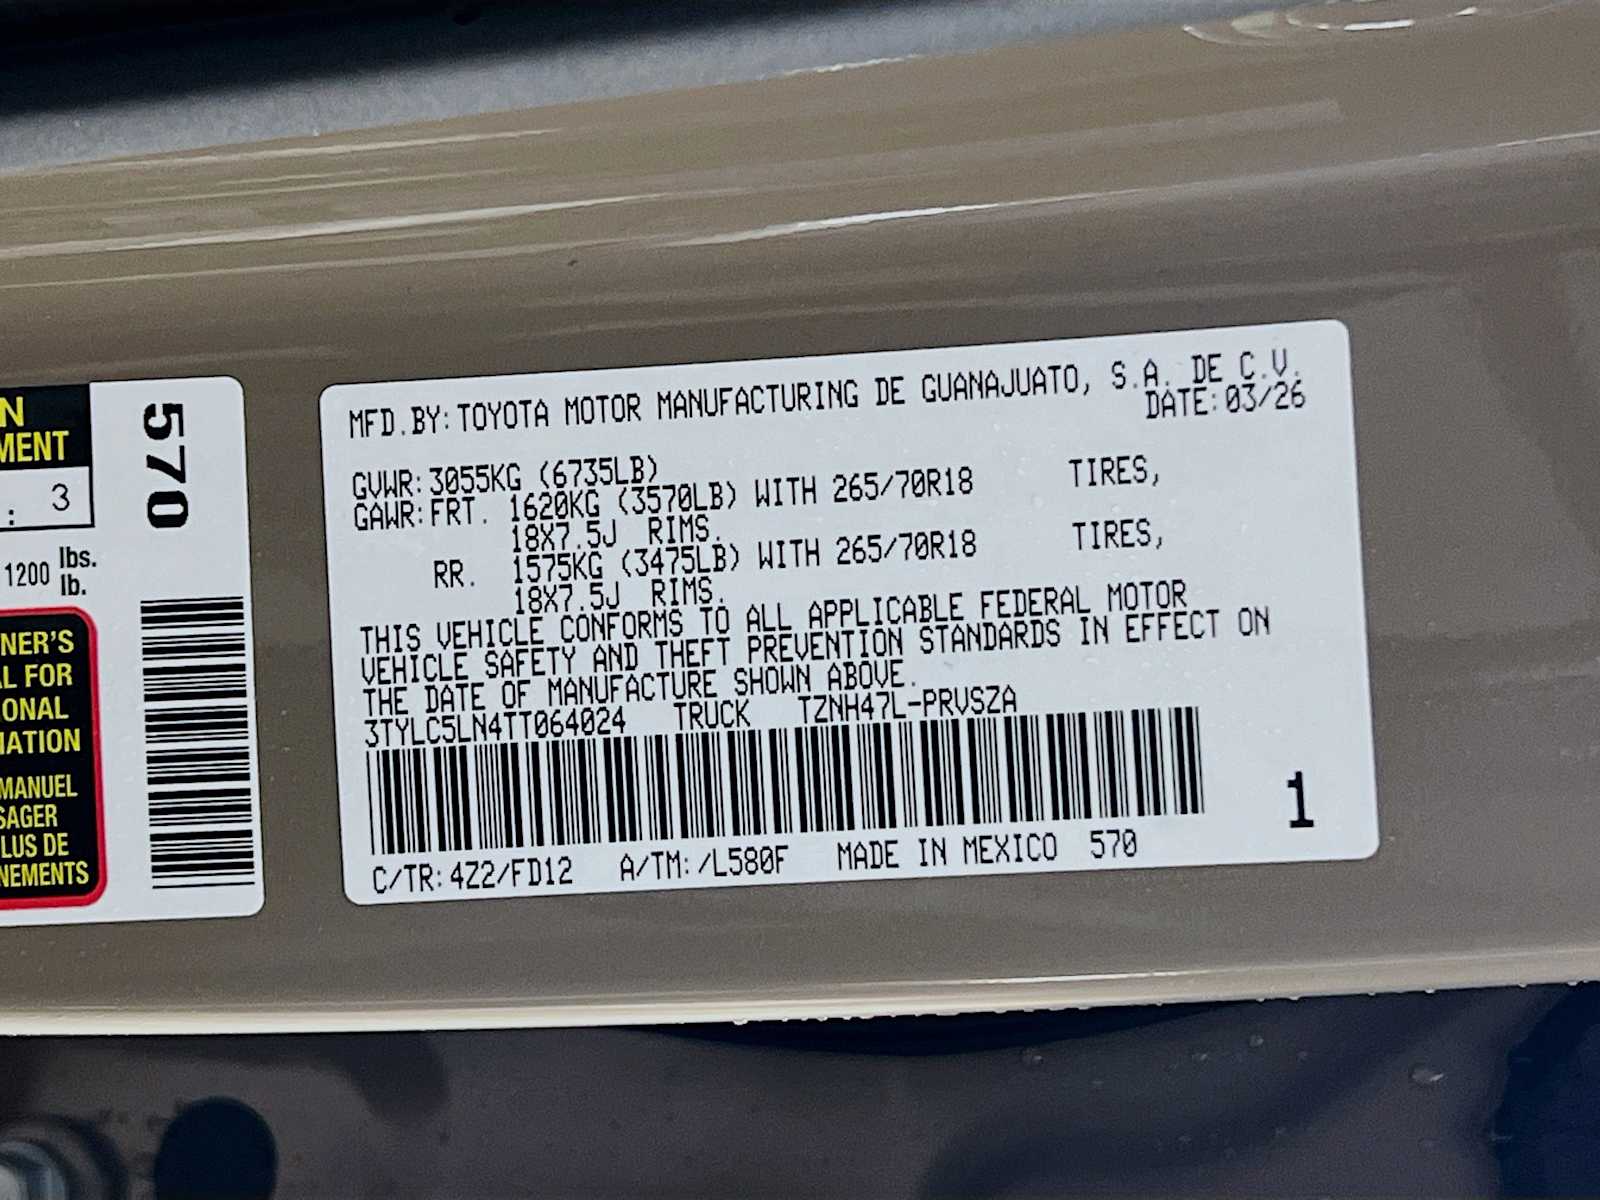 N
MENT
: 3
1200 lbs.
lb.
NER'S
L FOR
ONAL
MATION
MANUEL
SAGER
LUS DE
NEMENTS
570
MFD.BY:TOYOTA MOTOR MANUFACTURING DE GUANAJUATO, S.A. DE C.V.
DATE:03/26
GVWR:3055KG (6735LB)
GAWR:FRT. 1620KG (3570LB) WITH 265/70R18 TIRES,
18X7.5J RIMS.
RR. 1575KG (3475LB) WITH 265/70R18 TIRES,
18X7.5J RIMS.
THIS VEHICLE CONFORMS TO ALL APPLICABLE FEDERAL MOTOR
VEHICLE SAFETY AND THEFT PREVENTION STANDARDS IN EFFECT ON
THE DATE OF MANUFACTURE SHOWN ABOVE.
3TYLC5LN4TT064024 TRUCK TZNH47L-PRVSZA
1
C/TR:4Z2/FD12 A/TM:/L580F MADE IN MEXICO 570